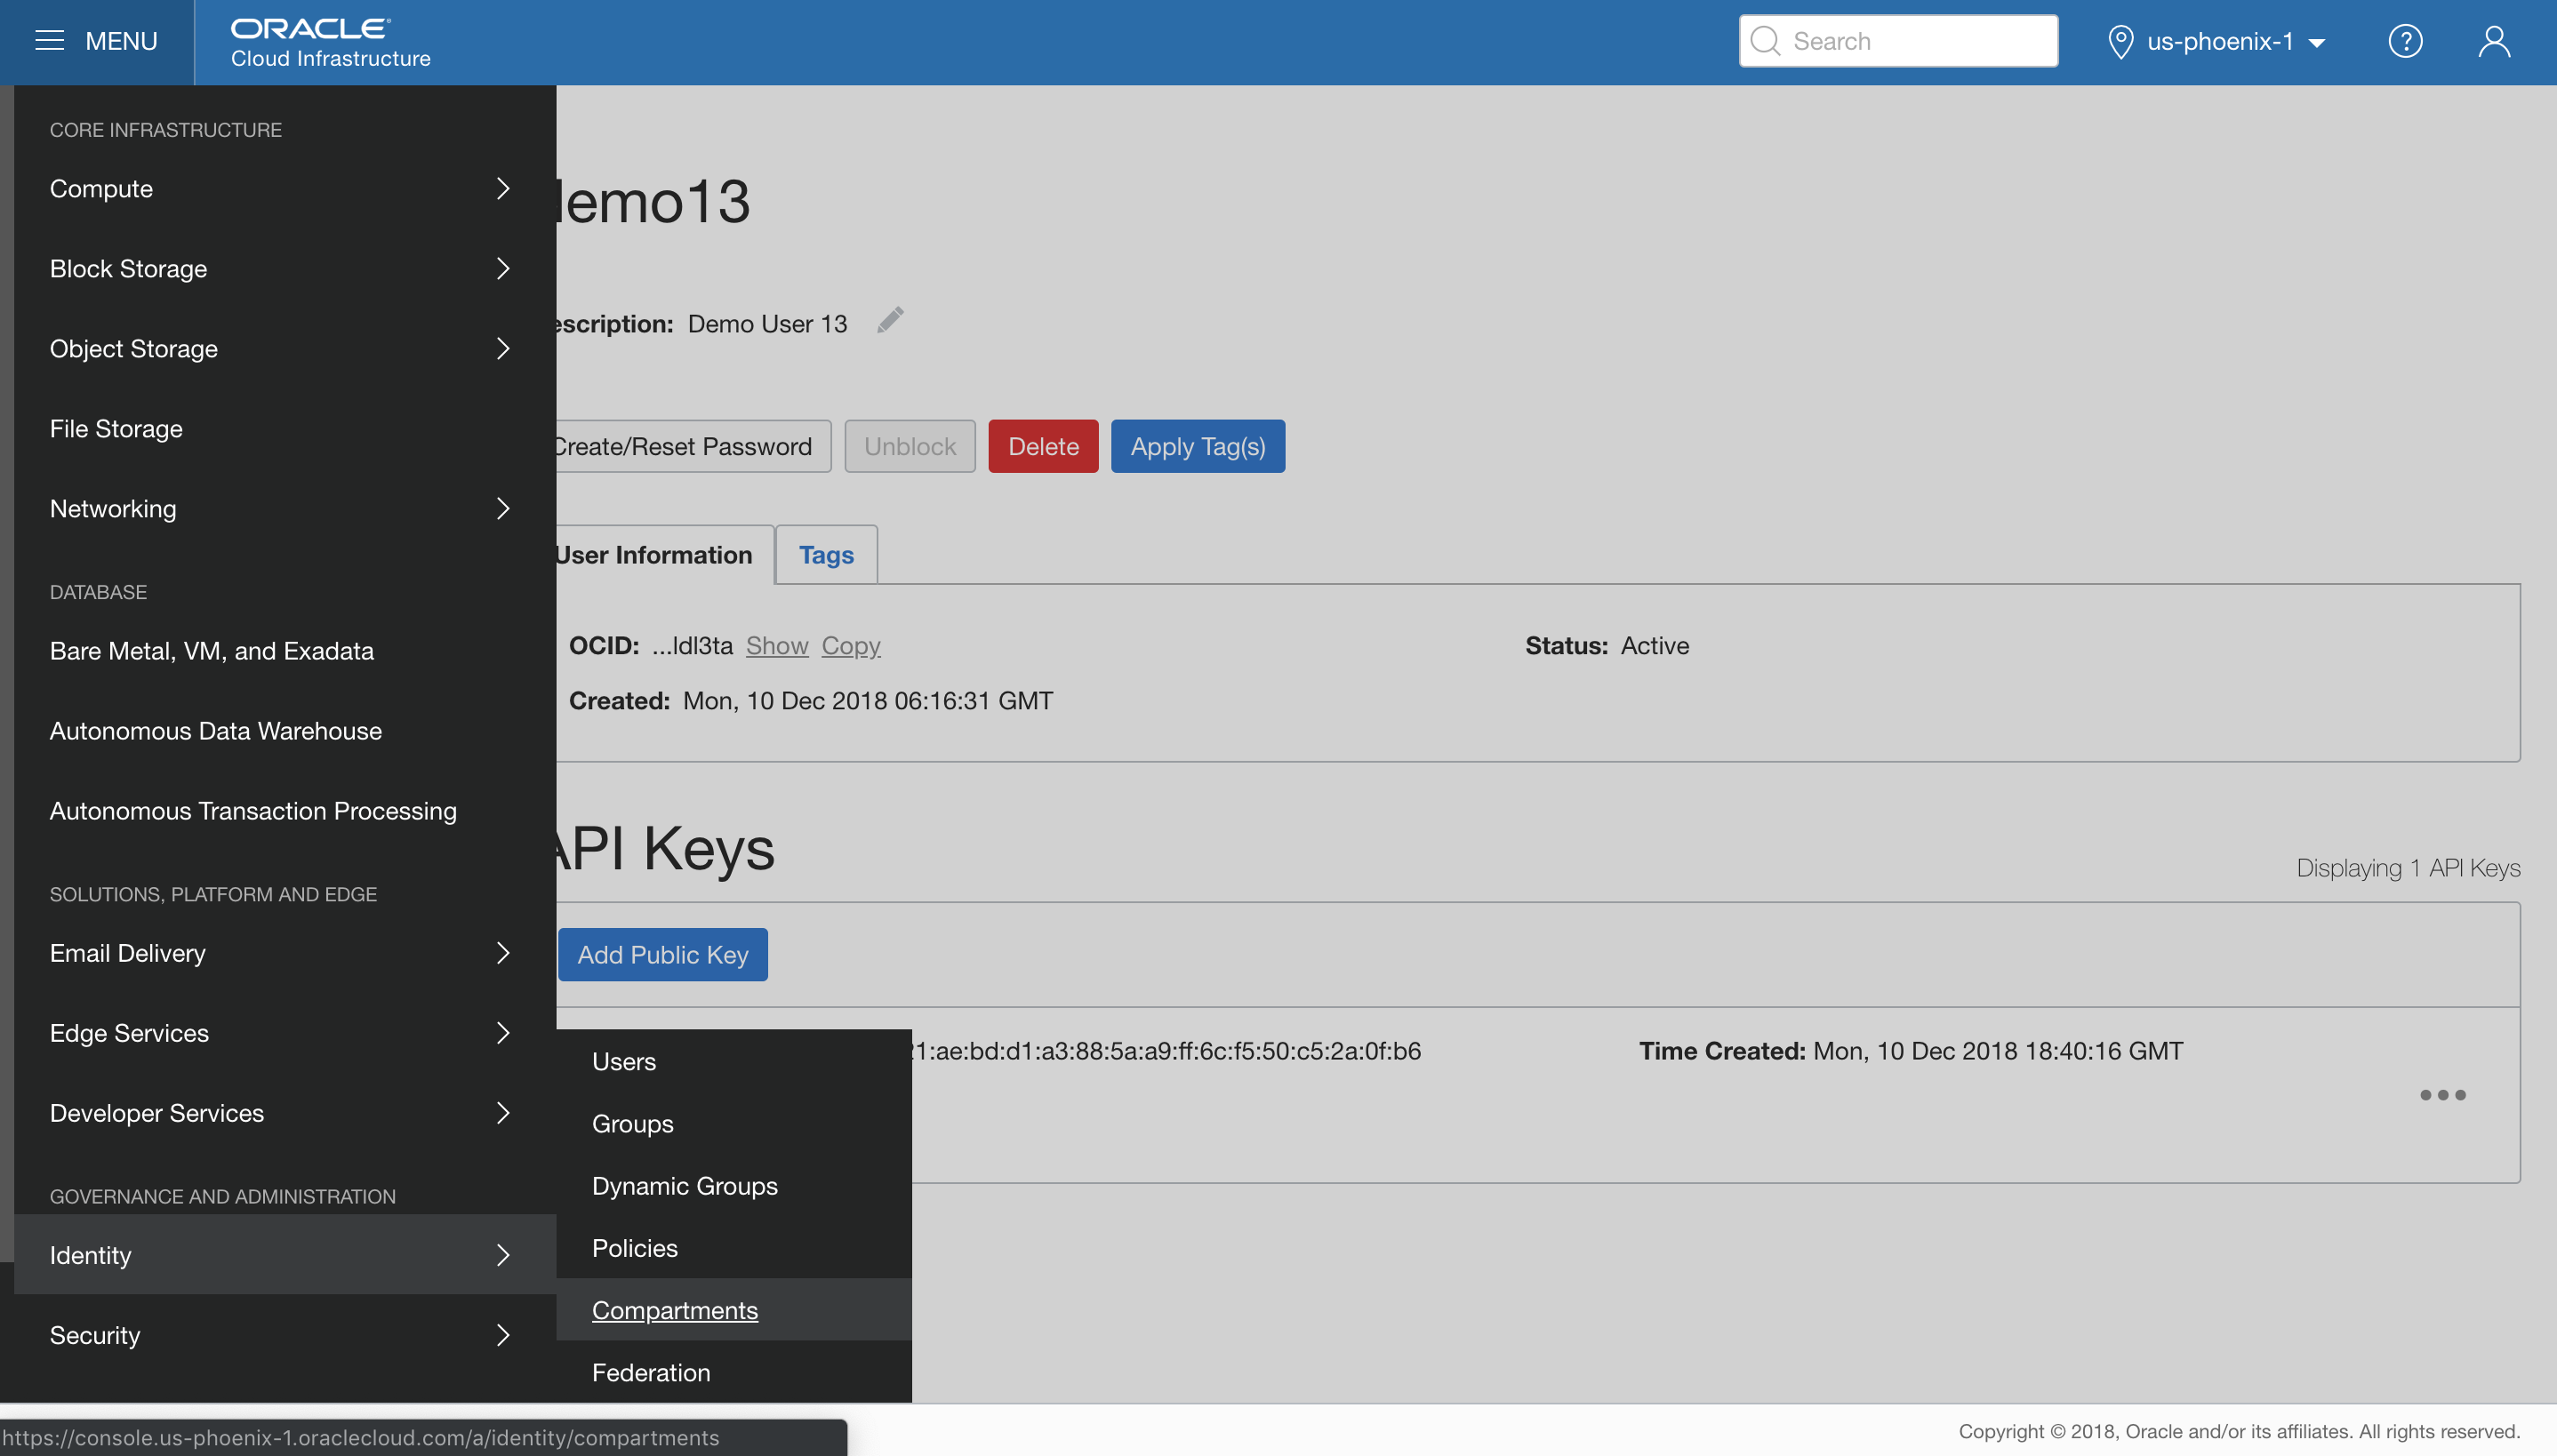 MENU
ORACLE
Cloud Infrastructure
Search
us-phoenix-1
?
CORE INFRASTRUCTURE
Compute
Block Storage
Object Storage
File Storage
Networking
DATABASE
Bare Metal, VM, and Exadata
Autonomous Data Warehouse
Autonomous Transaction Processing
SOLUTIONS, PLATFORM AND EDGE
Email Delivery
Edge Services
Developer Services
GOVERNANCE AND ADMINISTRATION
Identity
Security
Users
Groups
Dynamic Groups
Policies
Compartments
Federation
emo13
escription: Demo User 13
Create/Reset Password Unblock Delete Apply Tag(s)
User Information Tags
OCID: ...ldl3ta Show Copy Status: Active
Created: Mon, 10 Dec 2018 06:16:31 GMT
API Keys
Displaying 1 API Keys
Add Public Key
1:ae:bd:d1:a3:88:5a:a9:ff:6c:f5:50:c5:2a:0f:b6 Time Created: Mon, 10 Dec 2018 18:40:16 GMT
https://console.us-phoenix-1.oraclecloud.com/a/identity/compartments
Copyright © 2018, Oracle and/or its affiliates. All rights reserved.